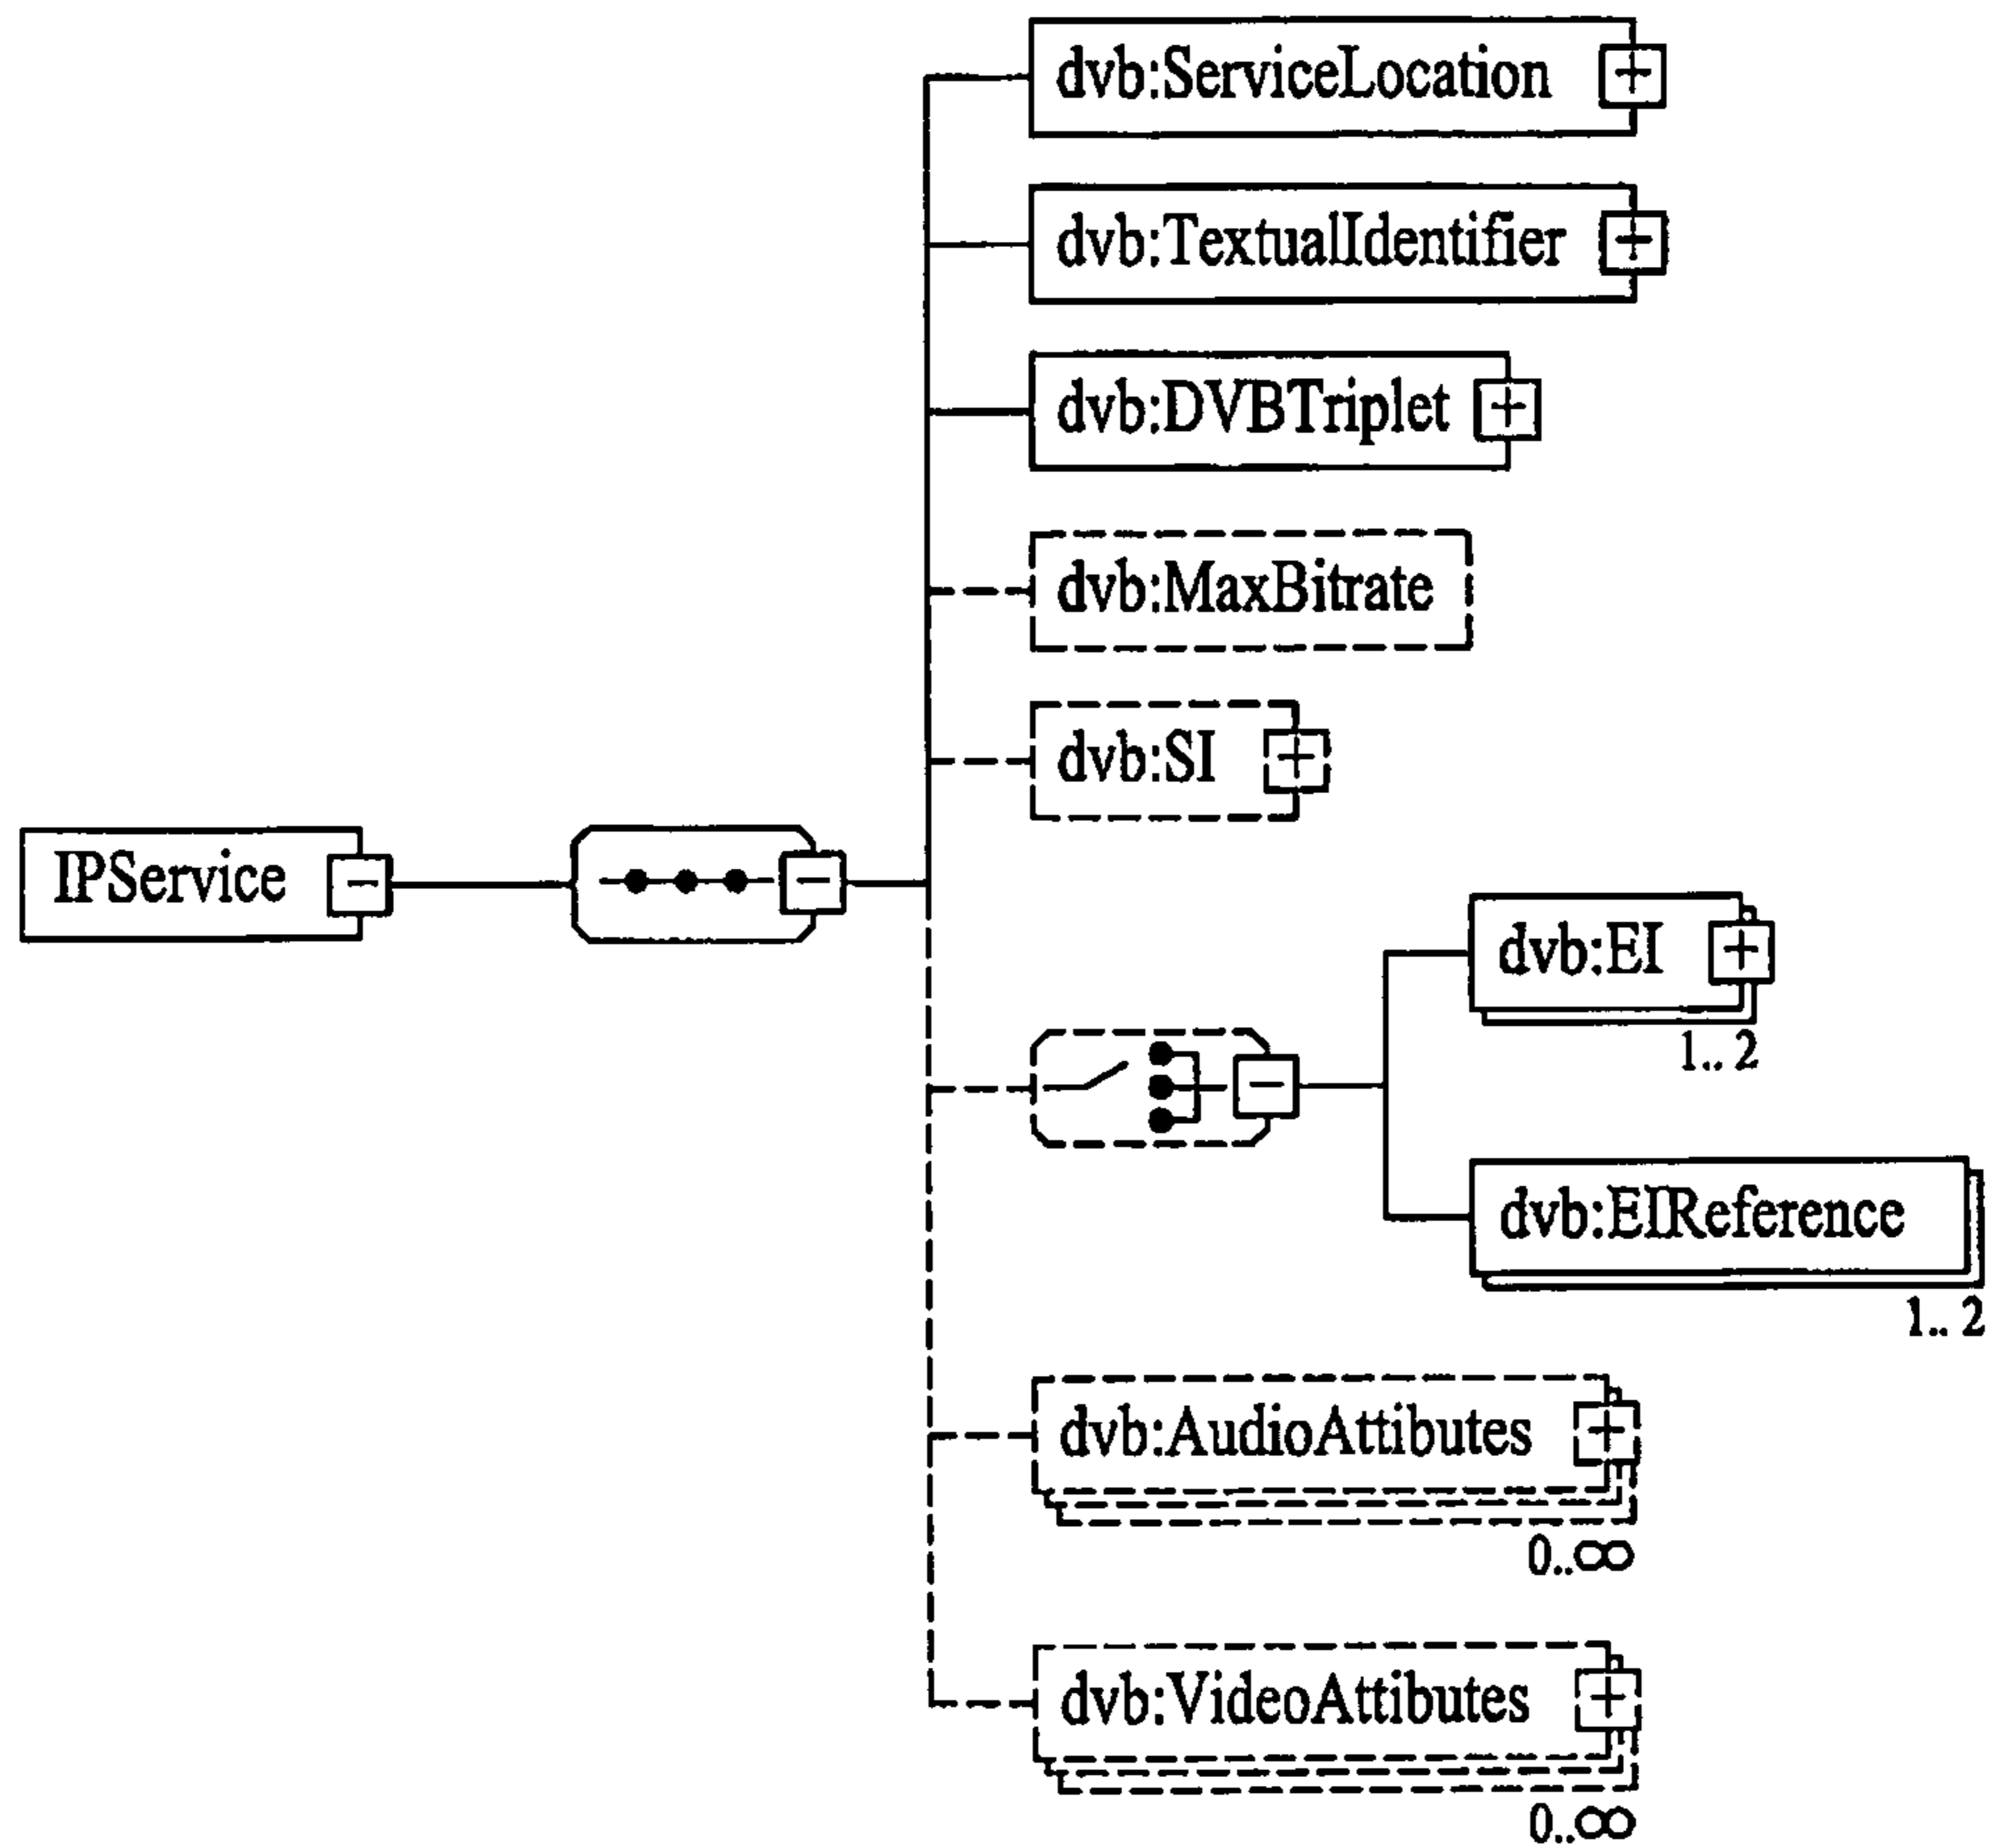 dvb:ServiceLocation
dvb:TextualIdentifier
dvb:DVBTriplet
dvb:MaxBitrate
dvb:SI
IPService
dvb:EI
1.. 2
dvb:EIReference
1.. 2
dvb:AudioAttibutes
0..∞
dvb:VideoAttibutes
0..∞